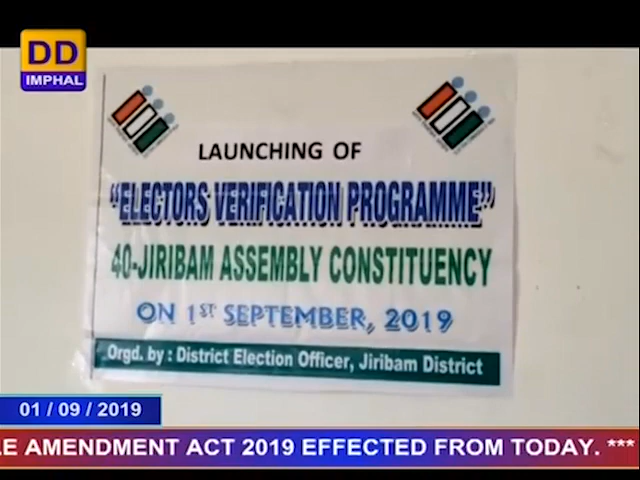 DD
IMPHAL
LAUNCHING OF
"ELECTORS VERIFICATION PROGRAMME"
40-JIRIBAM ASSEMBLY CONSTITUENCY
ON 1ST SEPTEMBER, 2019
Orgd. by : District Election Officer, Jiribam District
01 / 09 / 2019
LE AMENDMENT ACT 2019 EFFECTED FROM TODAY. ***